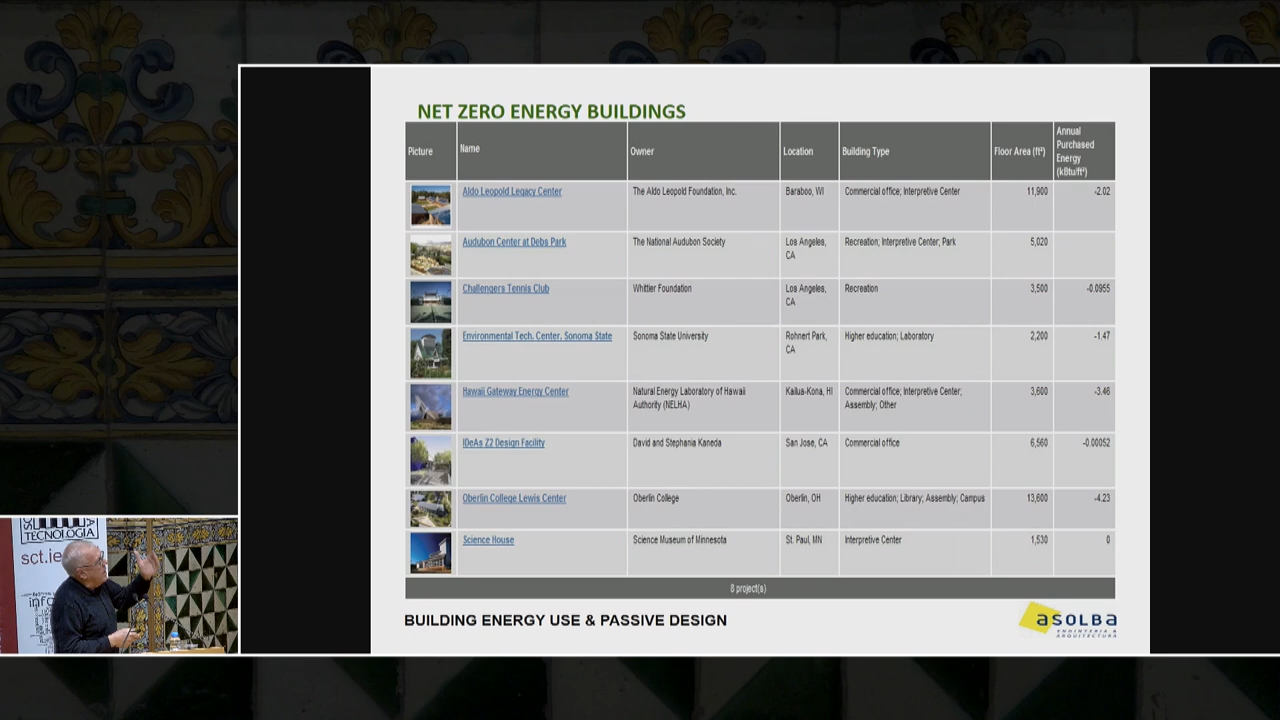 NET ZERO ENERGY BUILDINGS
Picture Name Owner Location Building Type Floor Area (ft²) Annual Purchased Energy (kBtu/ft²)
Aldo Leopold Legacy Center The Aldo Leopold Foundation, Inc. Baraboo, WI Commercial office; Interpretive Center 11,900 -2.02
Audubon Center at Debs Park The National Audubon Society Los Angeles, CA Recreation; Interpretive Center; Park 5,020
Challengers Tennis Club Whittier Foundation Los Angeles, CA Recreation 3,500 -0.0955
Environmental Tech. Center, Sonoma State Sonoma State University Rohnert Park, CA Higher education; Laboratory 2,200 -1.47
Hawaii Gateway Energy Center Natural Energy Laboratory of Hawaii Authority (NELHA) Kailua-Kona, HI Commercial office; Interpretive Center; Assembly; Other 3,600 -3.46
IDeAs Z2 Design Facility David and Stephania Kaneda San Jose, CA Commercial office 6,560 -0.00052
Oberlin College Lewis Center Oberlin College Oberlin, OH Higher education; Library; Assembly; Campus 13,600 -4.23
Science House Science Museum of Minnesota St. Paul, MN Interpretive Center 1,530 0
8 project(s)
BUILDING ENERGY USE & PASSIVE DESIGN
asolba
ENGINYERIA &
ARQUITECTURA
TECNOLOGIA
sct.ie